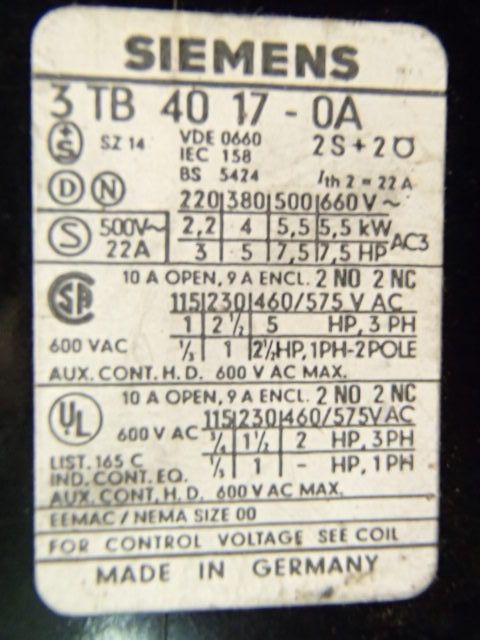 SIEMENS
3 TB 40 17 - 0A
S SZ 14 VDE 0660 2S+2Ö
IEC 158
BS 5424 Ith 2 = 22 A
D N
220|380|500|660 V~
S 500V~ 2,2 4 5,5 5,5 kW AC3
22A 3 5 7,5 7,5 HP
SA 10 A OPEN, 9 A ENCL. 2 NO 2 NC
115|230|460/575 V AC
1 2½ 5 HP, 3 PH
600 VAC ⅓ 1 2½ HP, 1PH-2POLE
AUX. CONT. H. D. 600 V AC MAX.
UL 10 A OPEN, 9 A ENCL. 2 NO 2 NC
115|230|460/575V AC
600 V AC ¾ 1½ 2 HP, 3PH
LIST. 165 C ⅓ 1 - HP, 1 PH
IND. CONT. EQ.
AUX. CONT. H. D. 600 V AC MAX.
EEMAC / NEMA SIZE 00
FOR CONTROL VOLTAGE SEE COIL
MADE IN GERMANY